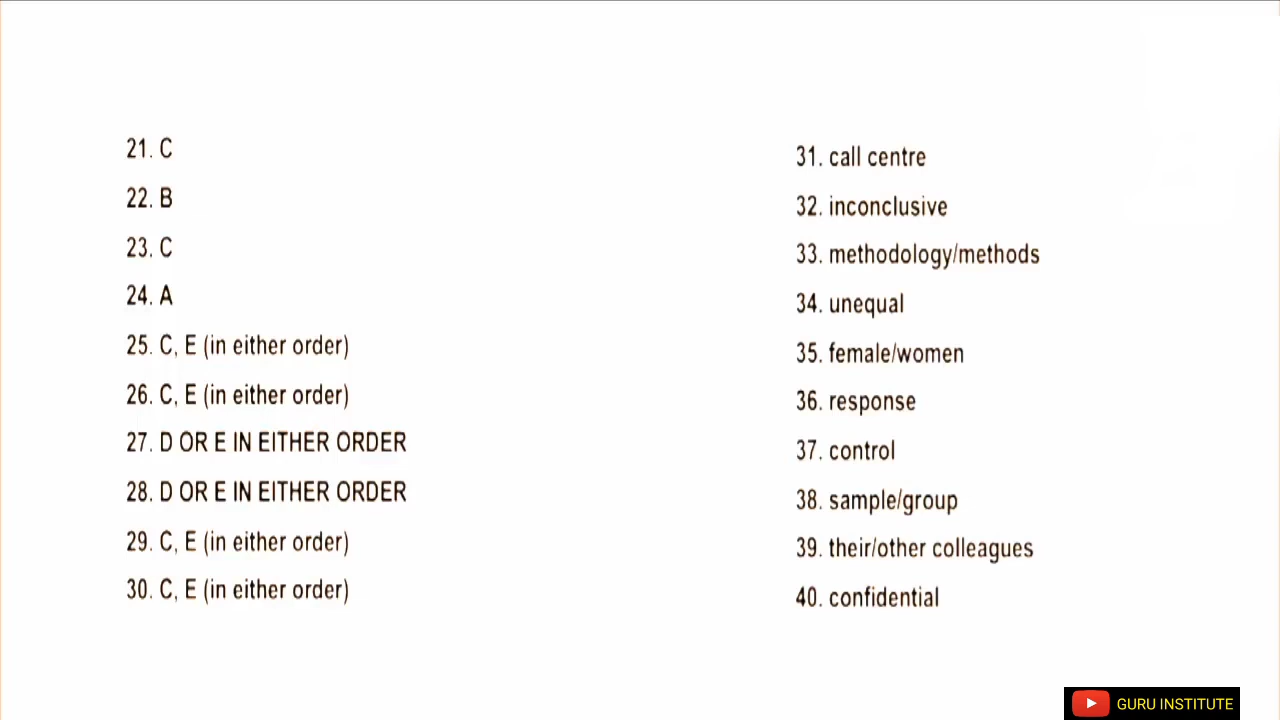 21. C
22. B
23. C
24. A
25. C, E (in either order)
26. C, E (in either order)
27. D OR E IN EITHER ORDER
28. D OR E IN EITHER ORDER
29. C, E (in either order)
30. C, E (in either order)
31. call centre
32. inconclusive
33. methodology/methods
34. unequal
35. female/women
36. response
37. control
38. sample/group
39. their/other colleagues
40. confidential
GURU INSTITUTE